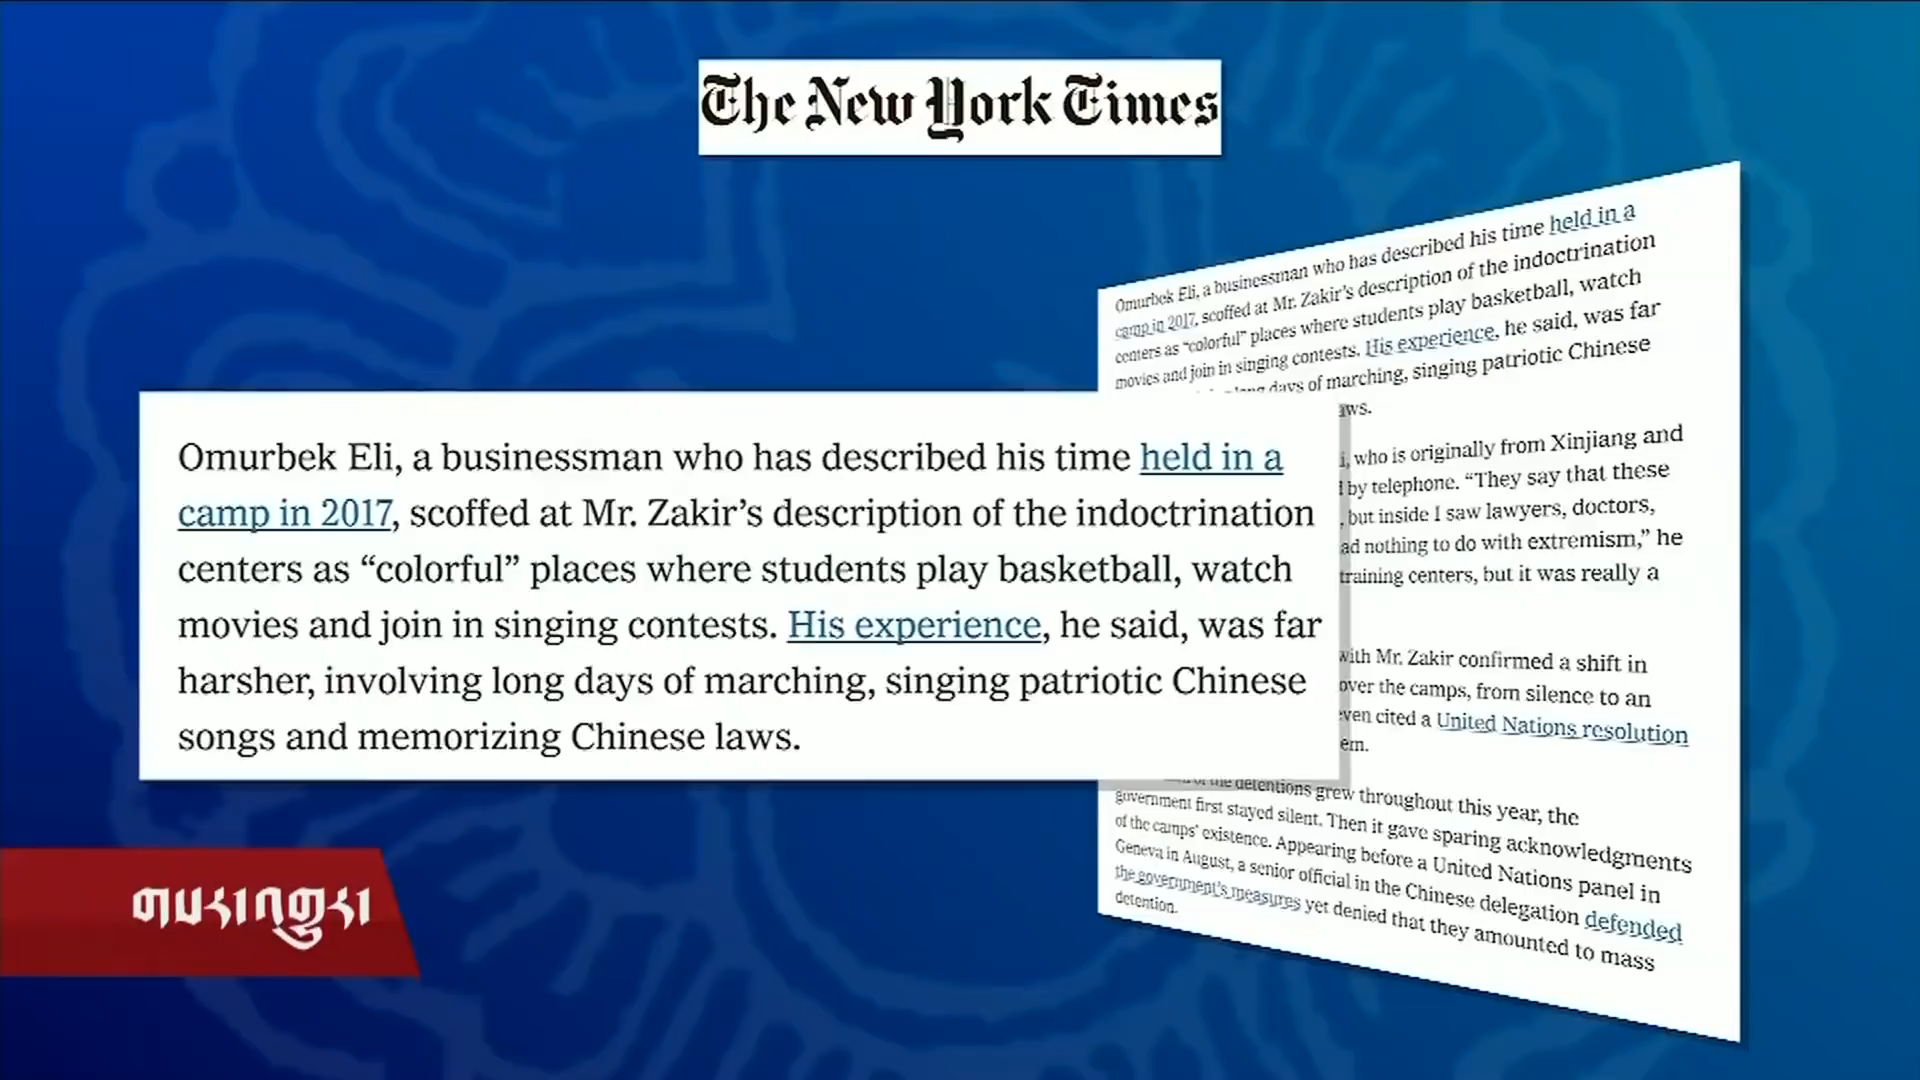 The New York Times
Omurbek Eli, a businessman who has described his time held in a
camp in 2017, scoffed at Mr. Zakir's description of the indoctrination
centers as “colorful” places where students play basketball, watch
movies and join in singing contests. His experience, he said, was far
harsher, involving long days of marching, singing patriotic Chinese
songs and memorizing Chinese laws.
Omurbek Eli, a businessman who has described his time held in a
camp in 2017, scoffed at Mr. Zakir's description of the indoctrination
centers as “colorful” places where students play basketball, watch
movies and join in singing contests. His experience, he said, was far
long days of marching, singing patriotic Chinese
who is originally from Xinjiang and
by telephone. “They say that these
but inside I saw lawyers, doctors,
nothing to do with extremism,” he
training centers, but it was really a
with Mr. Zakir confirmed a shift in
over the camps, from silence to an
cited a United Nations resolution
of the detentions grew throughout this year, the
government first stayed silent. Then it gave sparing acknowledgments
of the camps' existence. Appearing before a United Nations panel in
Geneva in August, a senior official in the Chinese delegation defended
the government's measures yet denied that they amounted to mass
detention.